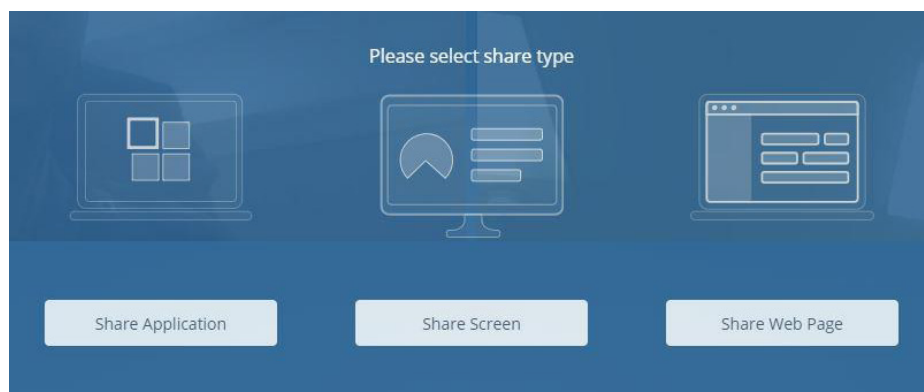 Please select share type
Share Application
Share Screen
Share Web Page